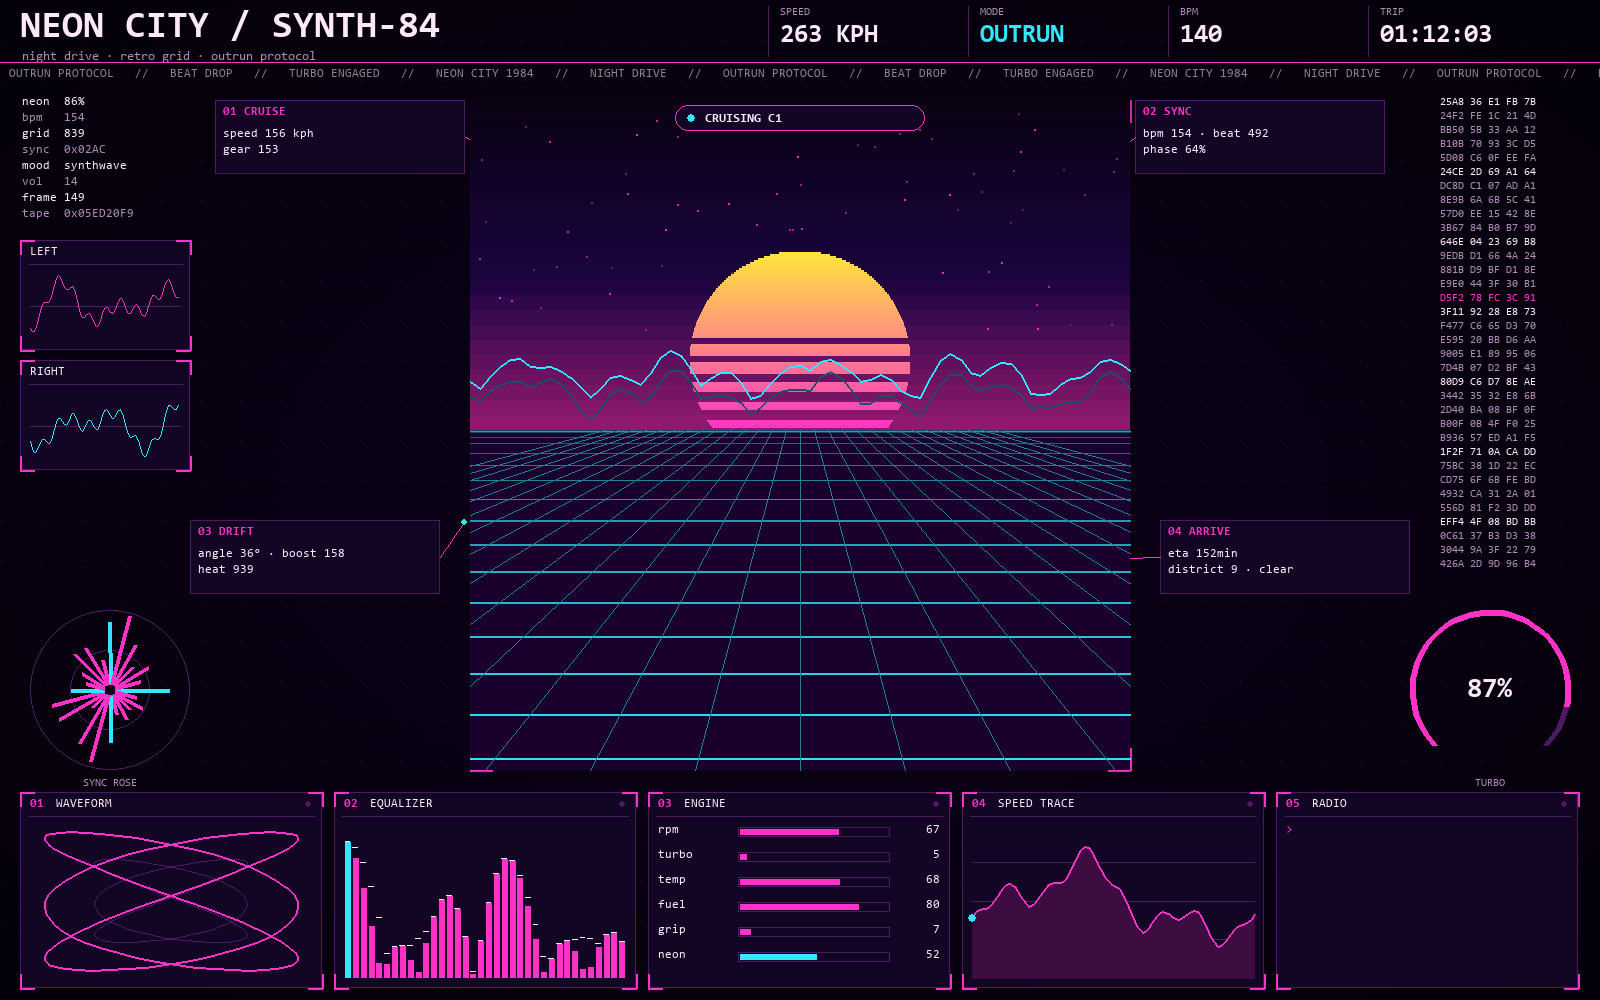 NEON CITY / SYNTH-84
night drive · retro grid · outrun protocol
SPEED
263 KPH
MODE
OUTRUN
BPM
140
TRIP
01:12:03
OUTRUN PROTOCOL // BEAT DROP // TURBO ENGAGED // NEON CITY 1984 // NIGHT DRIVE // OUTRUN PROTOCOL // BEAT DROP // TURBO ENGAGED // NEON CITY 1984 // NIGHT DRIVE // OUTRUN PROTOCOL //
neon 86%
bpm 154
grid 839
sync 0x02AC
mood synthwave
vol 14
frame 149
tape 0x05ED20F9
01 CRUISE
speed 156 kph
gear 153
CRUISING C1
02 SYNC
bpm 154 · beat 492
phase 64%
25A8 36 E1 FB 7B
24F2 FE 1C 21 4D
BB50 5B 33 AA 12
B10B 70 93 3C D5
5D08 C6 0F EE FA
24CE 2D 69 A1 64
DC8D C1 07 AD A1
8E9B 6A 6B 5C 41
57D0 EE 15 42 8E
3B67 84 B0 B7 9D
646E 04 23 69 B8
9EDB D1 66 4A 24
881B D9 BF D1 8E
E9E0 44 3F 30 B1
D5F2 78 FC 3C 91
3F11 92 28 E8 73
F477 C6 65 D3 70
E595 20 BB D6 AA
9005 E1 89 95 06
7D4B 07 D2 BF 43
80D9 C6 D7 8E AE
3442 35 32 E8 6B
2D40 BA 08 BF 0F
B00F 0B 4F F0 25
B936 57 ED A1 F5
1F2F 71 0A CA DD
75BC 38 1D 22 EC
CD75 6F 6B FE BD
4932 CA 31 2A 01
556D 81 F2 3D DD
EFF4 4F 08 BD BB
0C61 37 B3 D3 38
3044 9A 3F 22 79
426A 2D 9D 96 B4
LEFT
RIGHT
03 DRIFT
angle 36° · boost 158
heat 939
04 ARRIVE
eta 152min
district 9 · clear
SYNC ROSE
87%
TURBO
01 WAVEFORM
02 EQUALIZER
03 ENGINE
rpm 67
turbo 5
temp 68
fuel 80
grip 7
neon 52
04 SPEED TRACE
05 RADIO
>